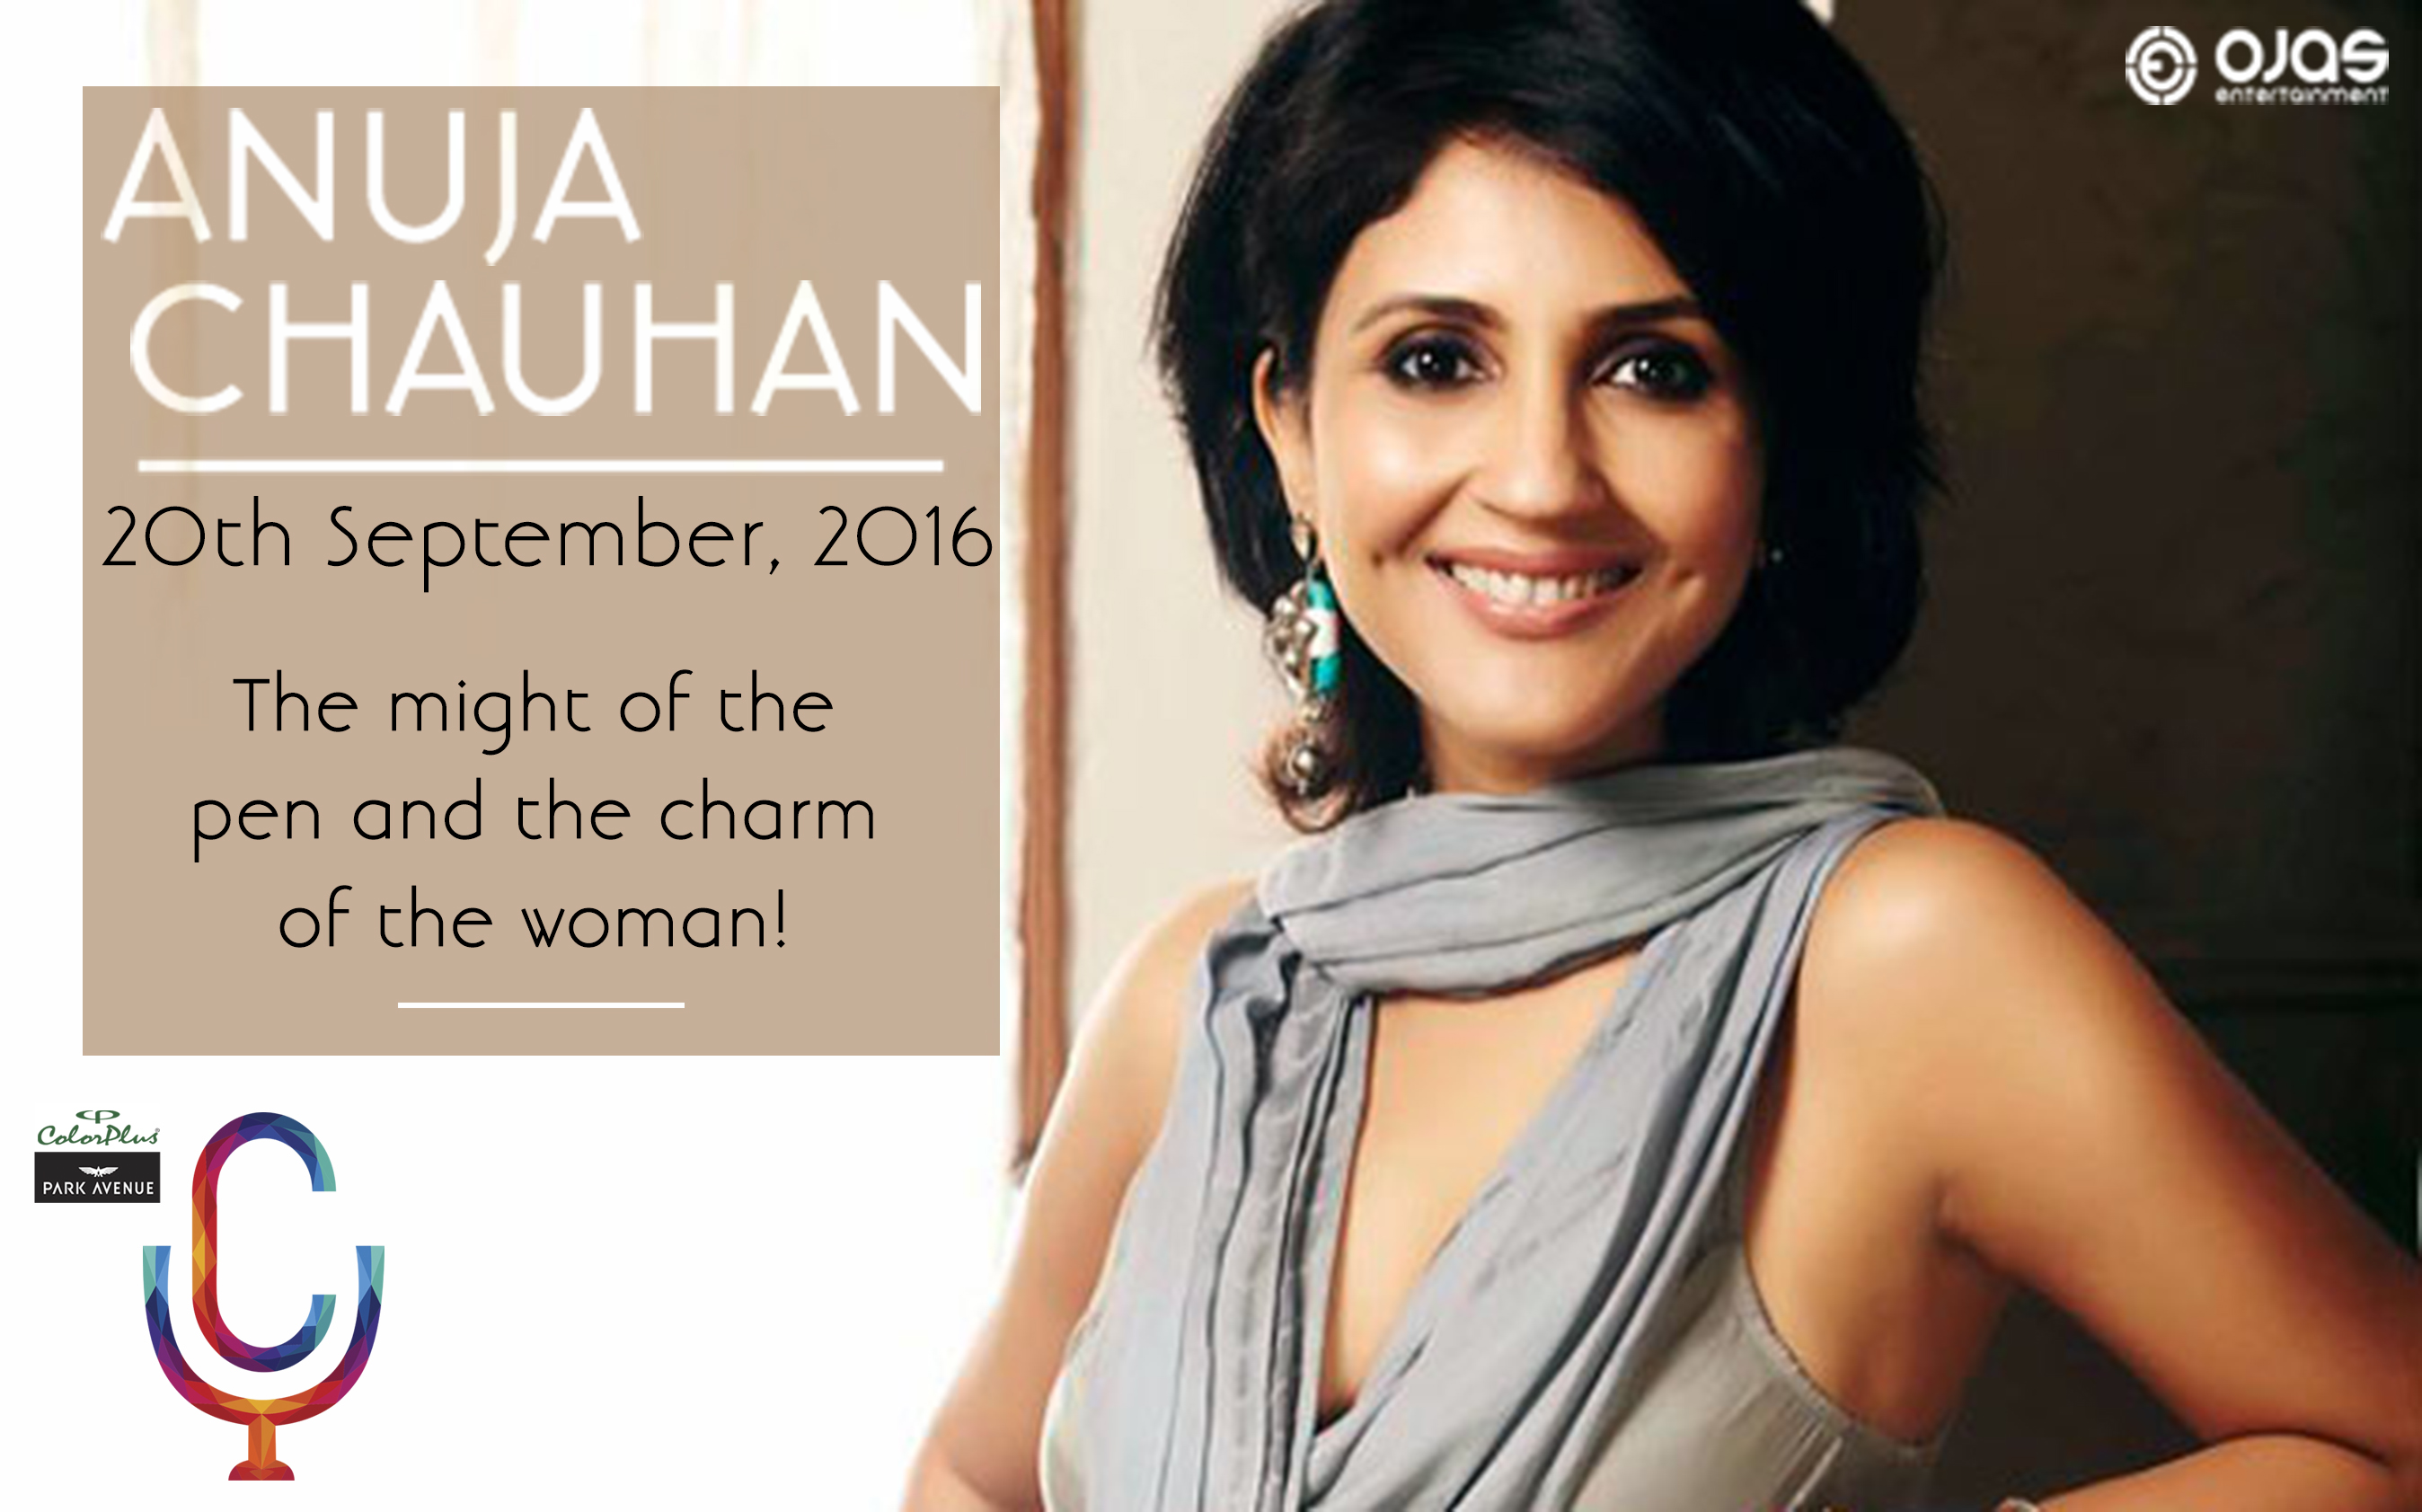 ANUJA
CHAUHAN
20th September, 2016
The might of the
pen and the charm
of the woman!
OJAS
entertainment
ColorPlus
PARK AVENUE